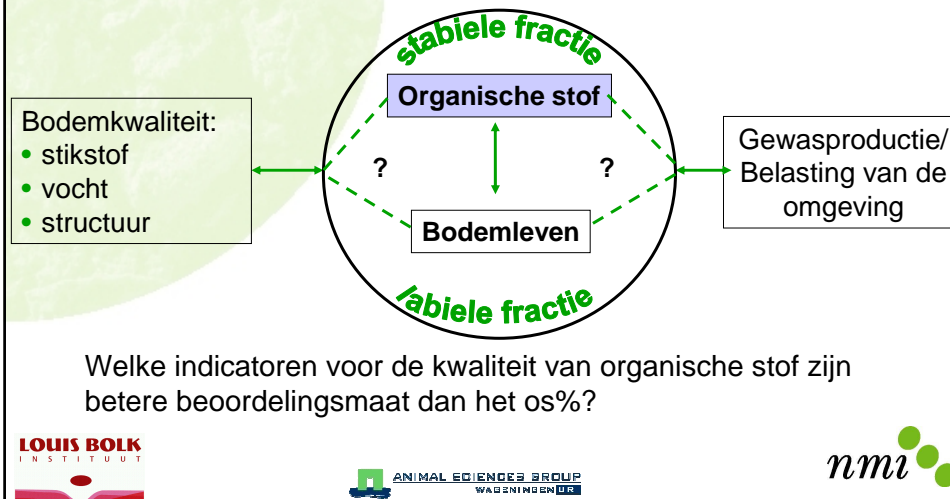 stabiele fractie
Organische stof
Bodemkwaliteit:
• stikstof
• vocht
• structuur
?
?
Gewasproductie/
Belasting van de
omgeving
Bodemleven
labiele fractie
Welke indicatoren voor de kwaliteit van organische stof zijn
betere beoordelingsmaat dan het os%?
LOUIS BOLK
INSTITUUT
ANIMAL SCIENCES GROUP
WAGENINGEN UR
nmi